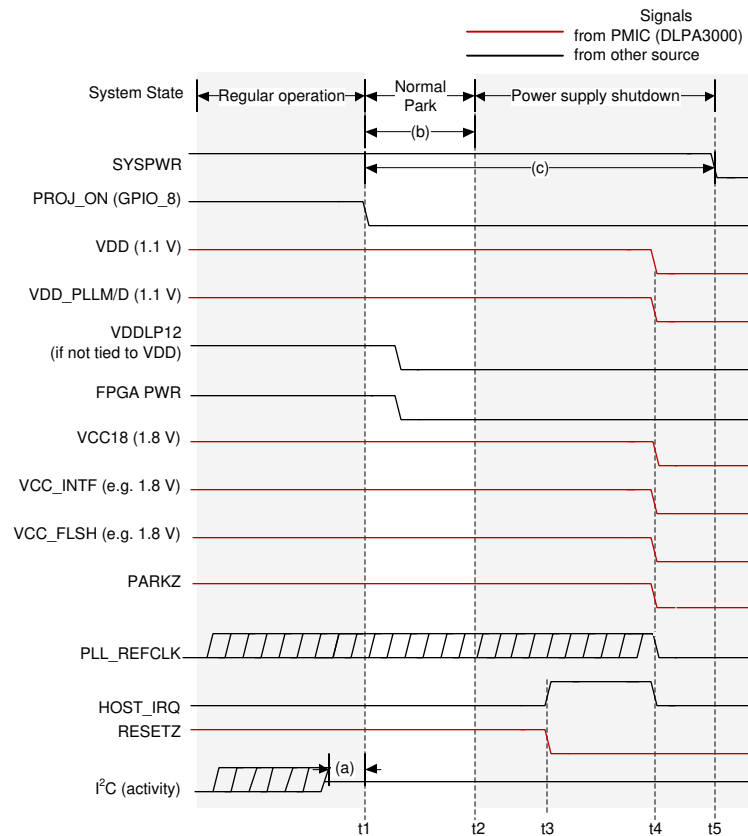 Signals
from PMIC (DLPA3000)
from other source
System State
Regular operation
Normal
Park
Power supply shutdown
(b)
SYSPWR
(c)
PROJ_ON (GPIO_8)
VDD (1.1 V)
VDD_PLLM/D (1.1 V)
VDDLP12
(if not tied to VDD)
FPGA PWR
VCC18 (1.8 V)
VCC_INTF (e.g. 1.8 V)
VCC_FLSH (e.g. 1.8 V)
PARKZ
PLL_REFCLK
HOST_IRQ
RESETZ
(a)
I²C (activity)
t1
t2
t3
t4
t5